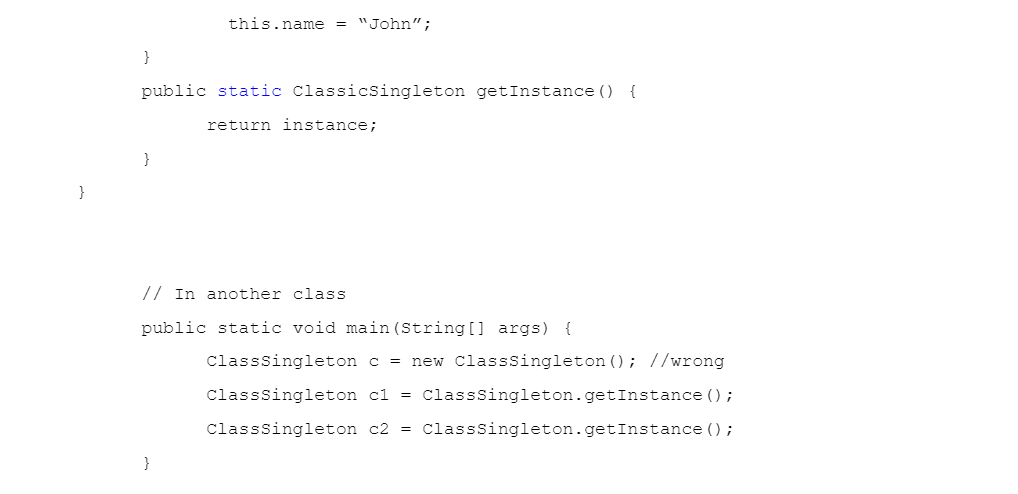 this.name = “John”;
}
public static ClassicSingleton getInstance() {
return instance;
}
}
// In another class
public static void main(String[] args) {
ClassSingleton c = new ClassSingleton(); //wrong
ClassSingleton c1 = ClassSingleton.getInstance();
ClassSingleton c2 = ClassSingleton.getInstance();
}